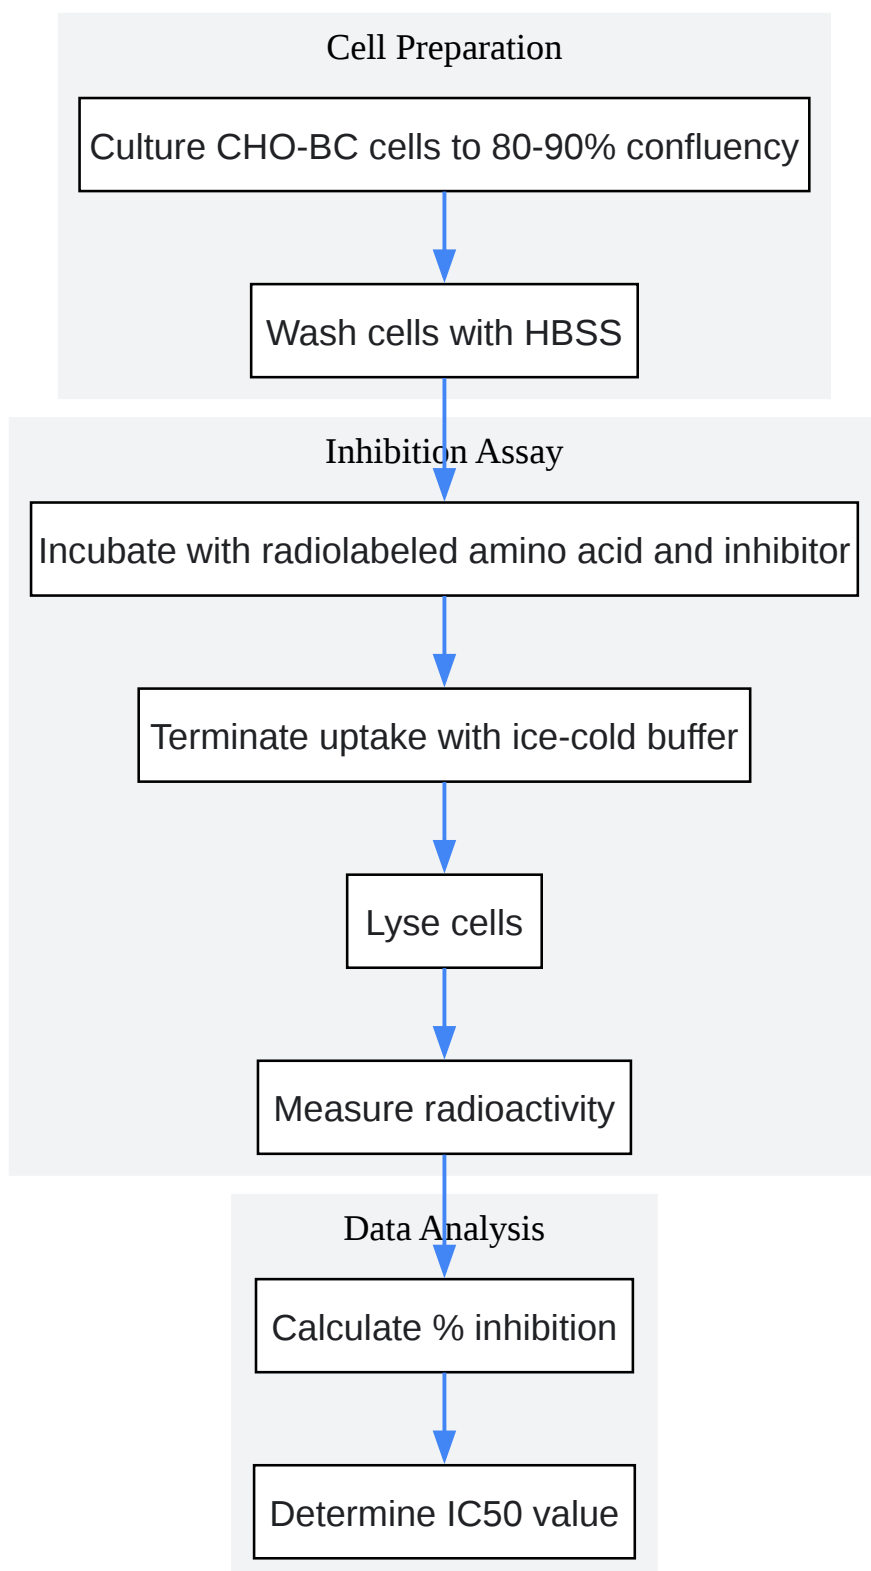 Cell Preparation
Culture CHO-BC cells to 80-90% confluency
Wash cells with HBSS
Inhibition Assay
Incubate with radiolabeled amino acid and inhibitor
Terminate uptake with ice-cold buffer
Lyse cells
Measure radioactivity
Data Analysis
Calculate % inhibition
Determine IC50 value